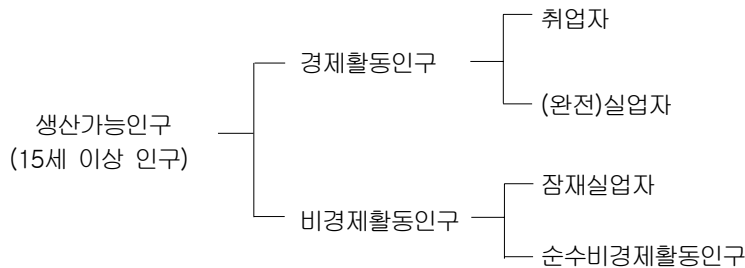 취업자
경제활동인구
(완전)실업자
생산가능인구
(15세 이상 인구)
잠재실업자
비경제활동인구
순수비경제활동인구